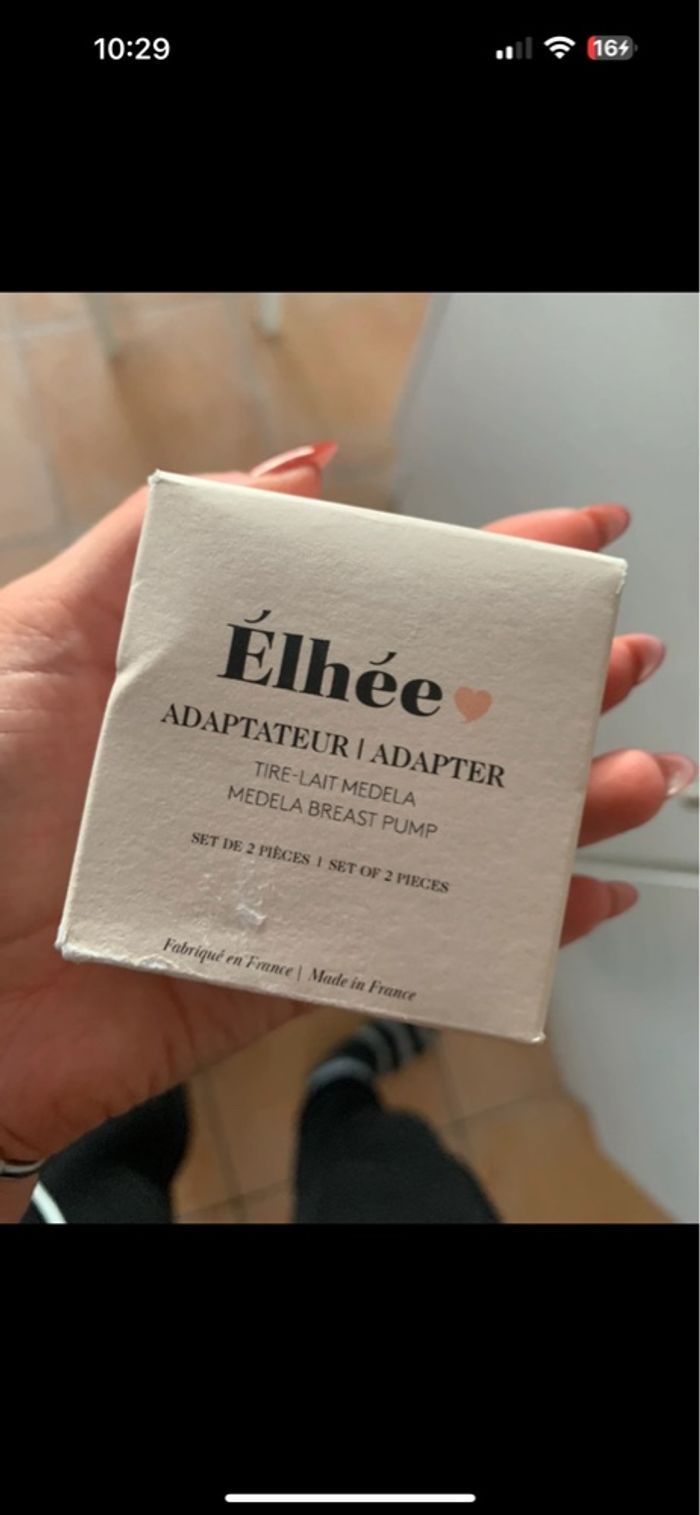 10:29
16
Élhée
ADAPTATEUR | ADAPTER
TIRE-LAIT MEDELA
MEDELA BREAST PUMP
SET DE 2 PIÈCES | SET OF 2 PIECES
Fabriqué en France | Made in France